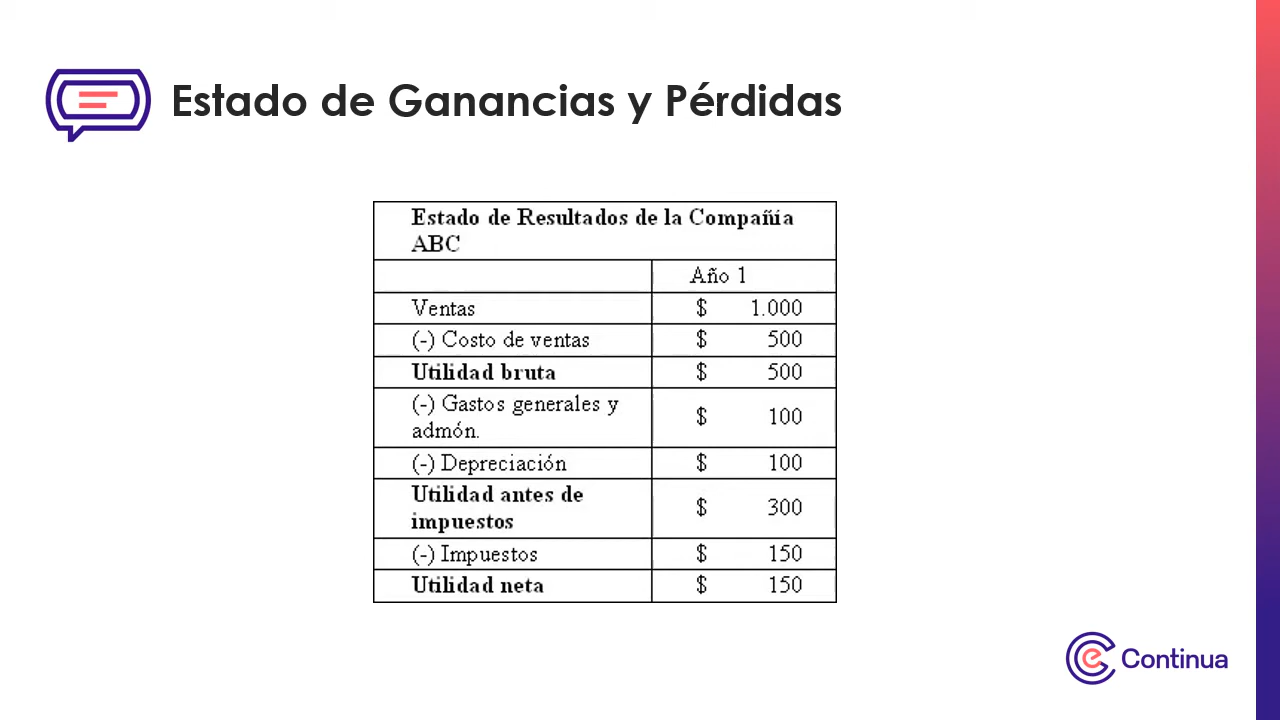 Estado de Ganancias y Pérdidas
Estado de Resultados de la Compañía
ABC
Año 1
Ventas $ 1.000
(-) Costo de ventas $ 500
Utilidad bruta $ 500
(-) Gastos generales y
admón. $ 100
(-) Depreciación $ 100
Utilidad antes de
impuestos $ 300
(-) Impuestos $ 150
Utilidad neta $ 150
e Continua